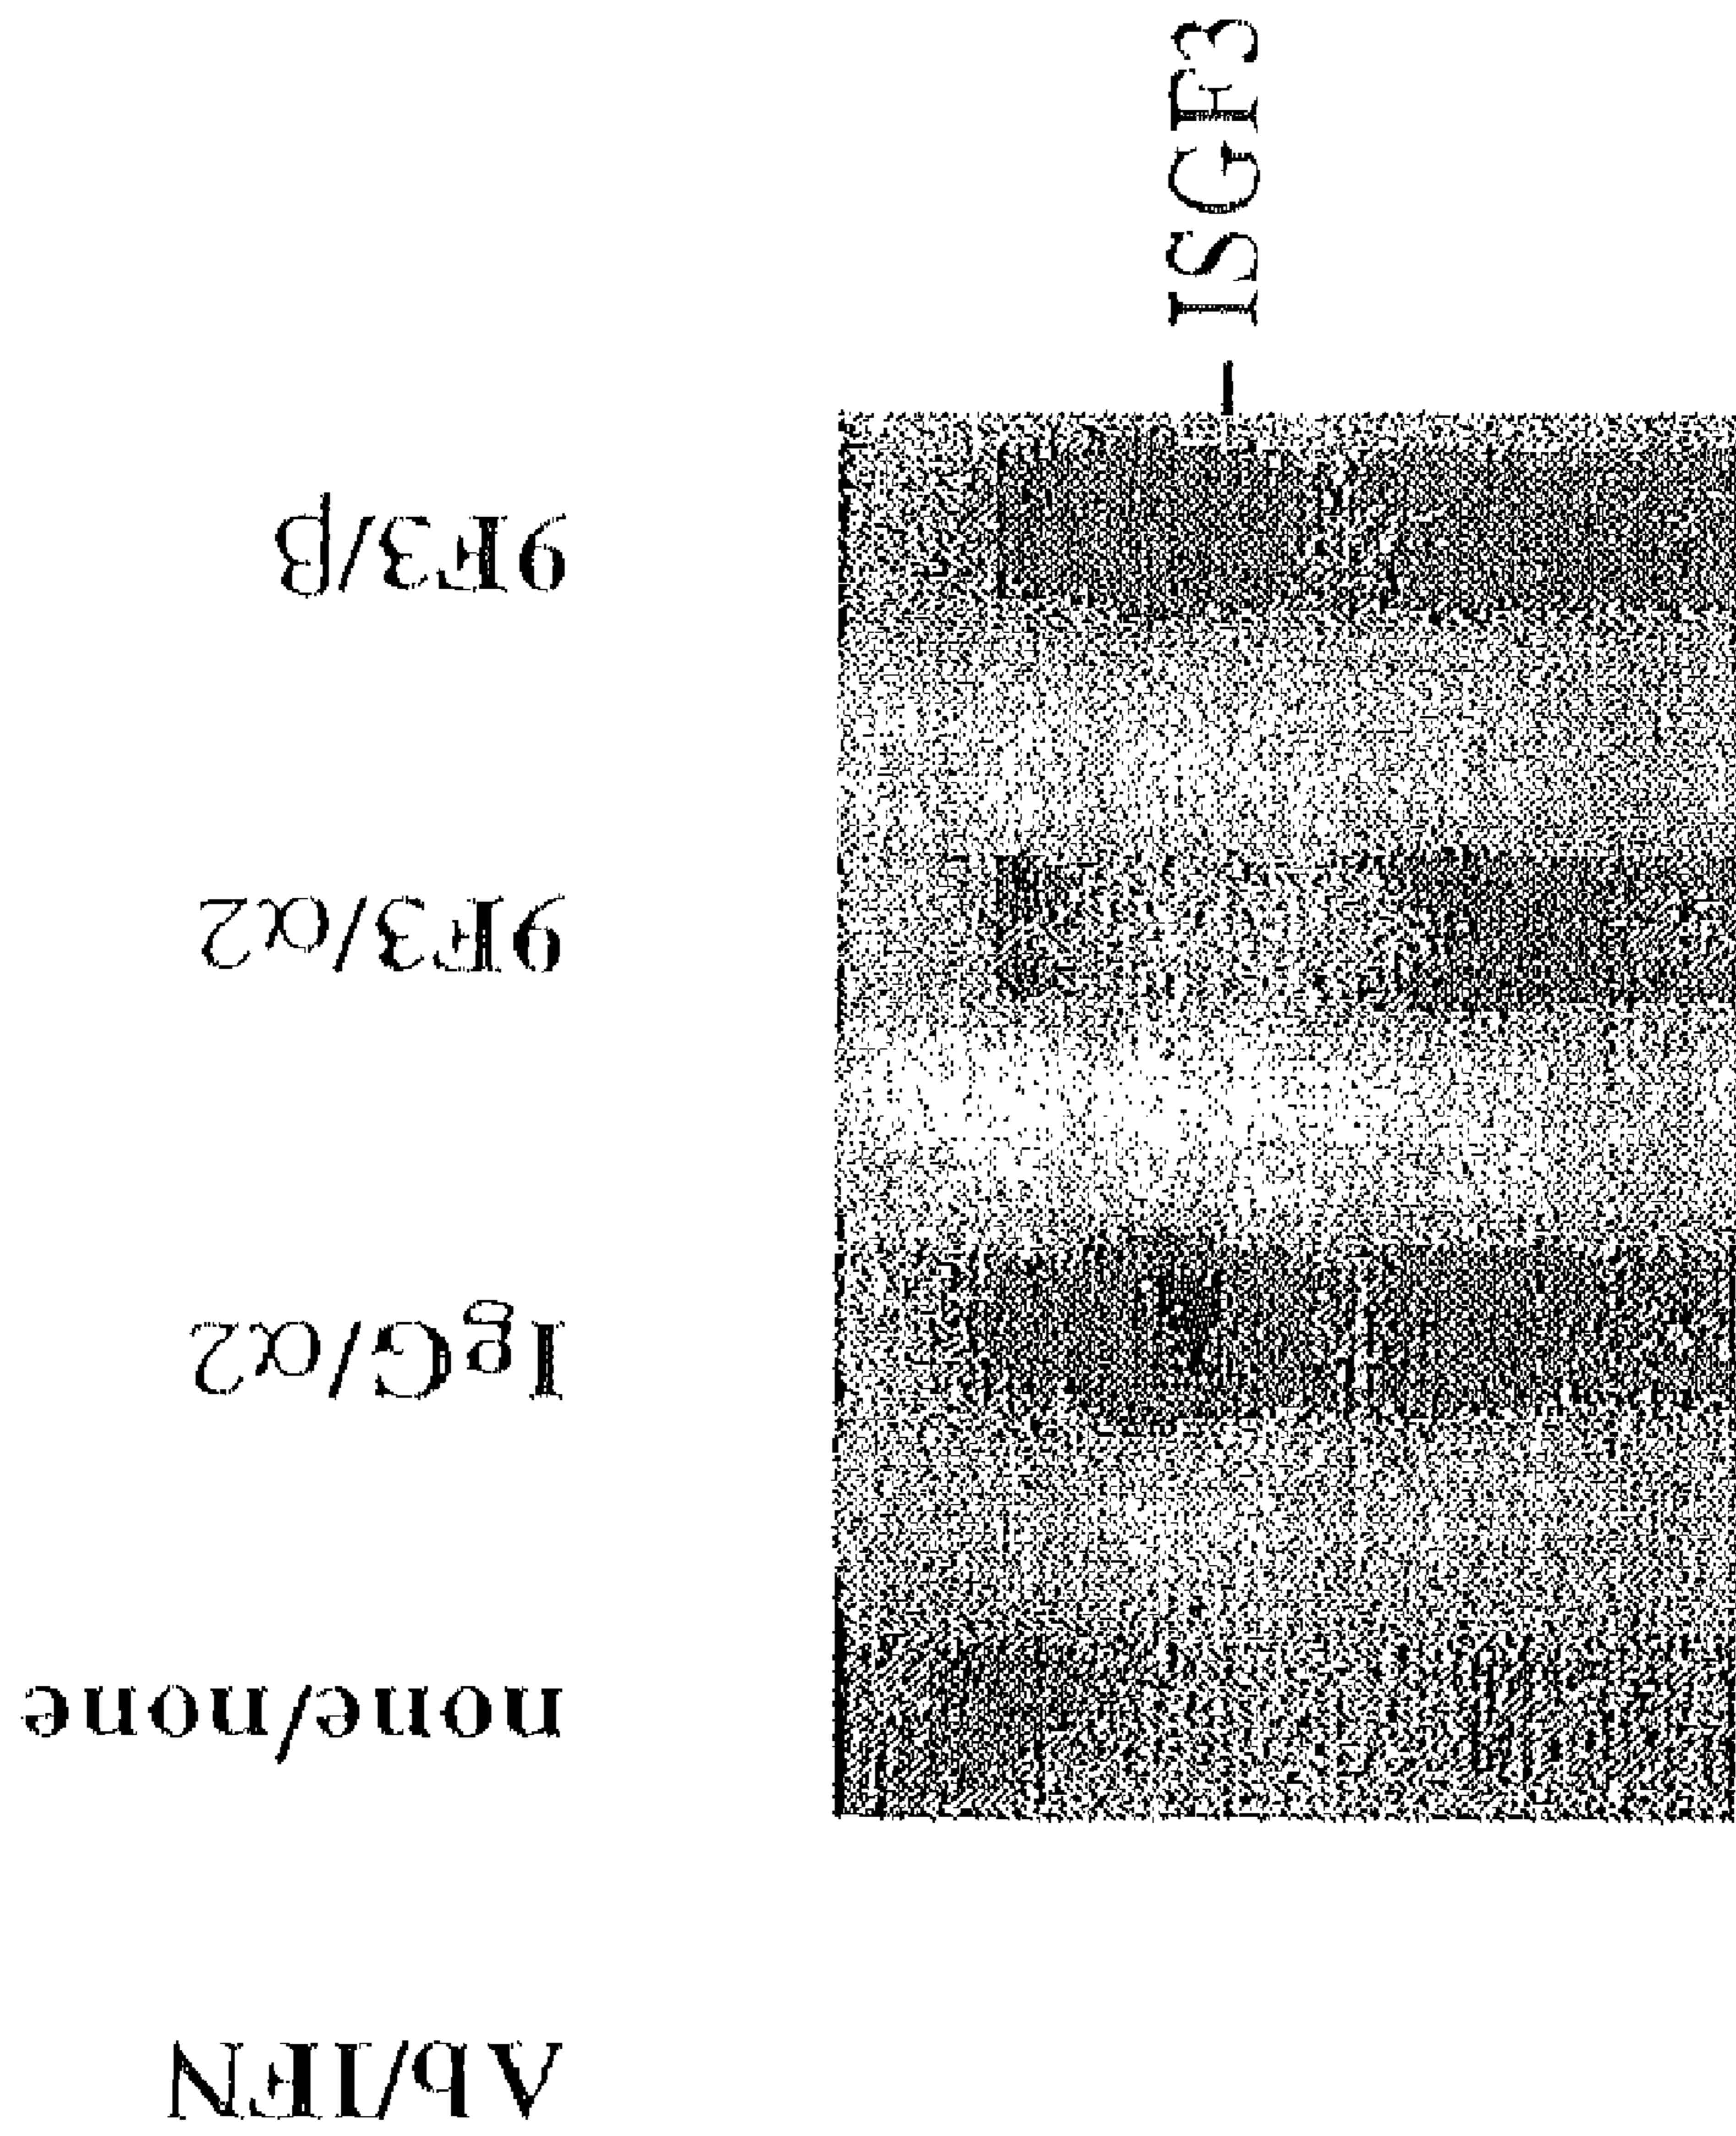 Ab/IFN
none/none
IgG/α2
9F3/α2
9F3/β
– ISGF3